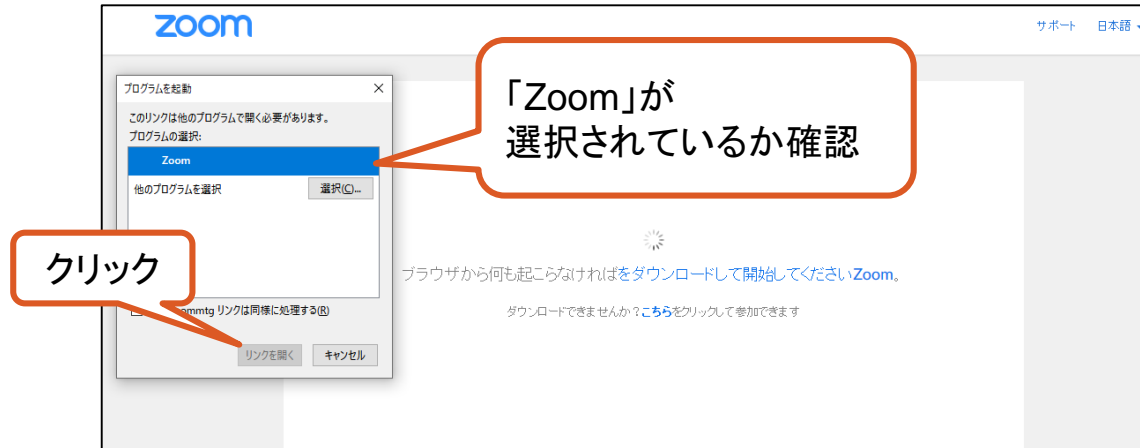 zoom
サポート 日本語
プログラムを起動
このリンクは他のプログラムで開く必要があります。
プログラムの選択:
Zoom
他のプログラムを選択
選択(C)...
「Zoom」が
選択されているか確認
クリック
ommtg リンクは同様に処理する(R)
リンクを開く キャンセル
ブラウザから何も起こらなければをダウンロードして開始してくださいZoom。
ダウンロードできませんか？こちらをクリックして参加できます